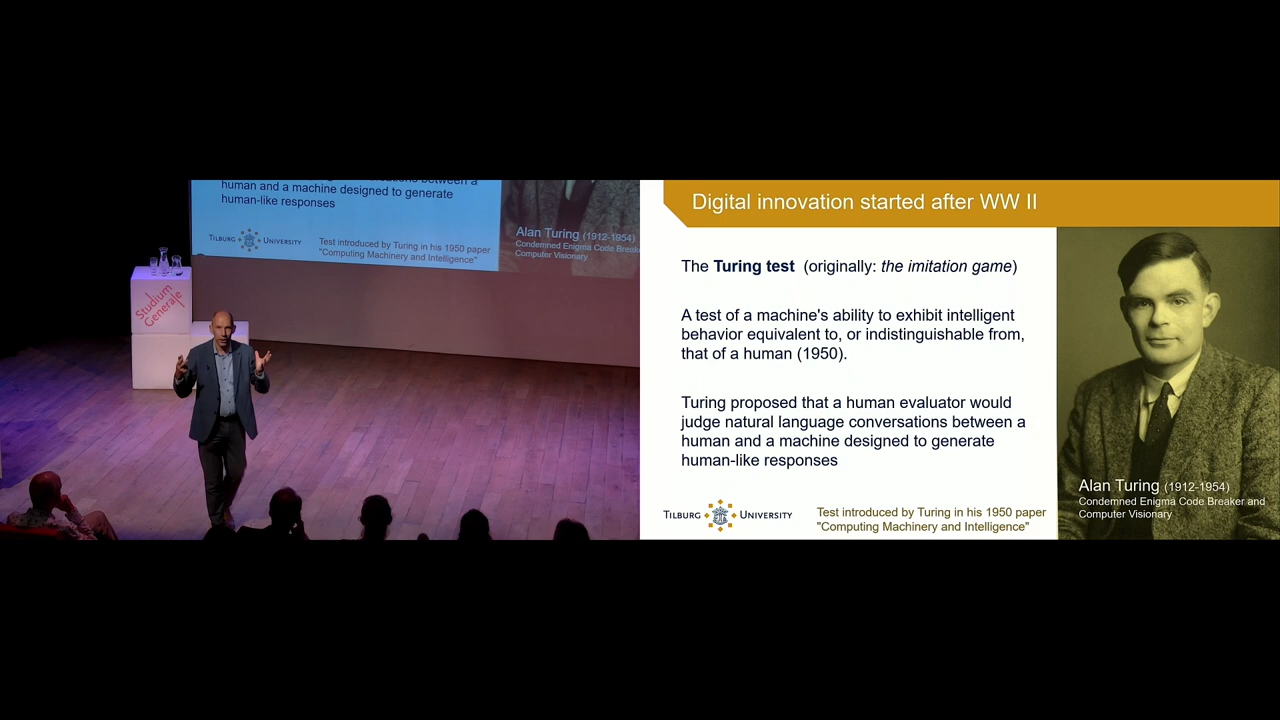 human and a machine designed to generate
human-like responses
TILBURG UNIVERSITY
Test introduced by Turing in his 1950 paper
"Computing Machinery and Intelligence"
Alan Turing (1912-1954)
Condemned Enigma Code
Computer Visionary
Studium
Generale
Digital innovation started after WW II
The Turing test (originally: the imitation game)
A test of a machine's ability to exhibit intelligent
behavior equivalent to, or indistinguishable from,
that of a human (1950).
Turing proposed that a human evaluator would
judge natural language conversations between a
human and a machine designed to generate
human-like responses
TILBURG UNIVERSITY
Test introduced by Turing in his 1950 paper
"Computing Machinery and Intelligence"
Alan Turing (1912-1954)
Condemned Enigma Code Breaker and
Computer Visionary